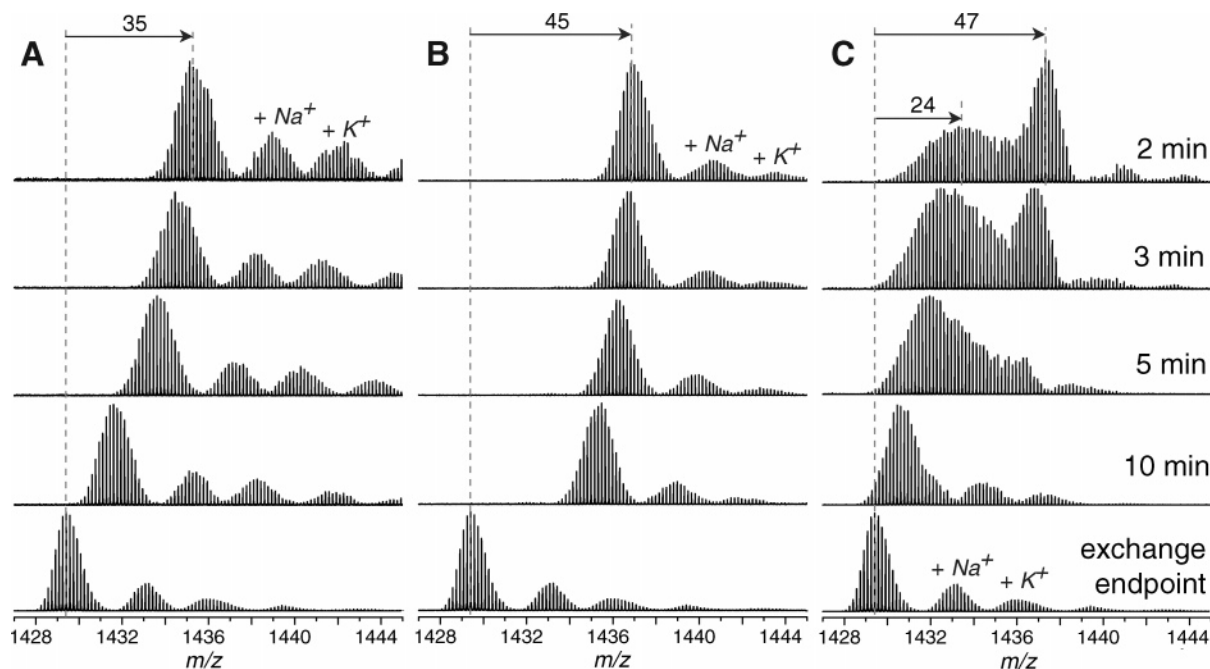 A
35
+ Na+
+ K+
B
45
+ Na+
+ K+
C
47
24
2 min
3 min
5 min
10 min
exchange
endpoint
+ Na+
+ K+
1428 1432 1436 1440 1444
m/z
1428 1432 1436 1440 1444
m/z
1428 1432 1436 1440 1444
m/z